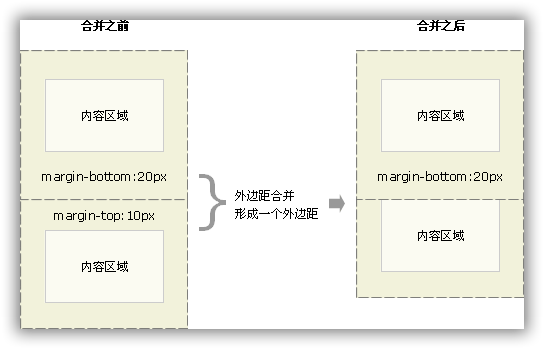 合并之前
合并之后
内容区域
margin-bottom:20px
margin-top:10px
内容区域
外边距合并
形成一个外边距
内容区域
margin-bottom:20px
内容区域